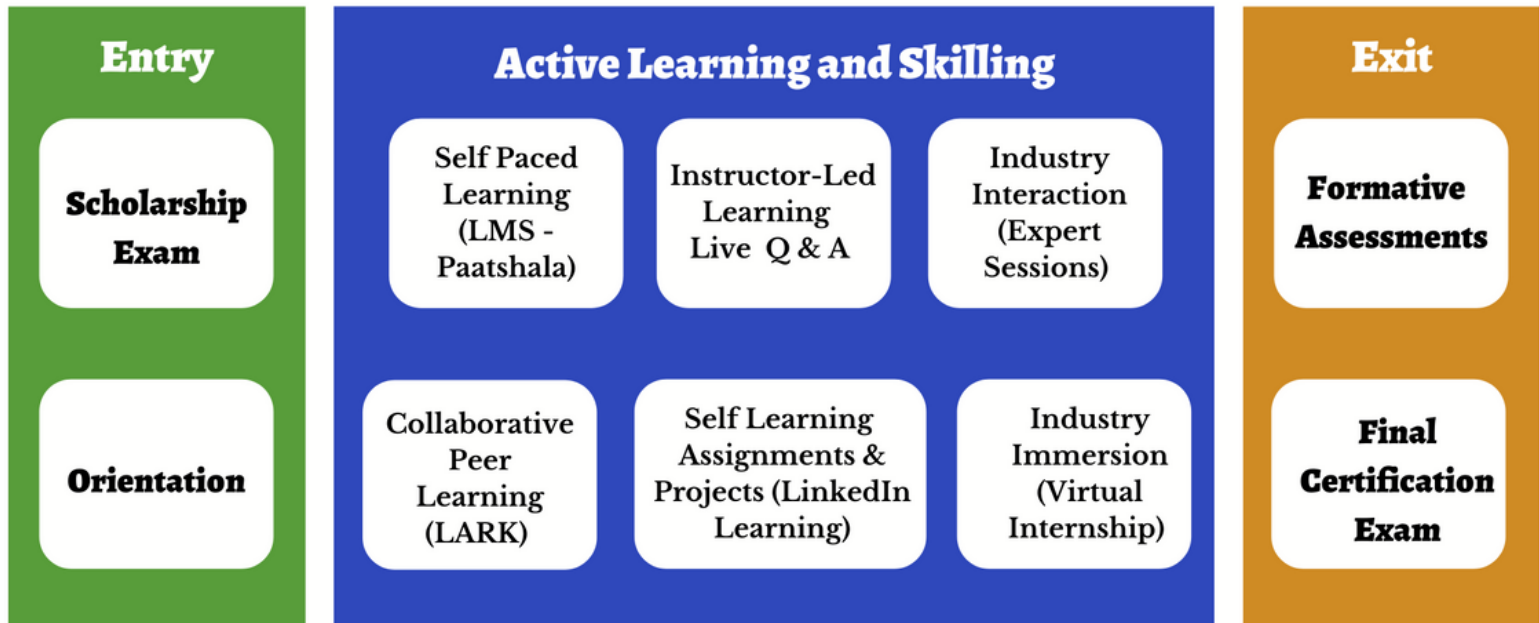 Entry
Scholarship
Exam
Orientation
Active Learning and Skilling
Self Paced
Learning
(LMS -
Paatshala)
Instructor-Led
Learning
Live Q & A
Industry
Interaction
(Expert
Sessions)
Collaborative
Peer
Learning
(LARK)
Self Learning
Assignments &
Projects (LinkedIn
Learning)
Industry
Immersion
(Virtual
Internship)
Exit
Formative
Assessments
Final
Certification
Exam